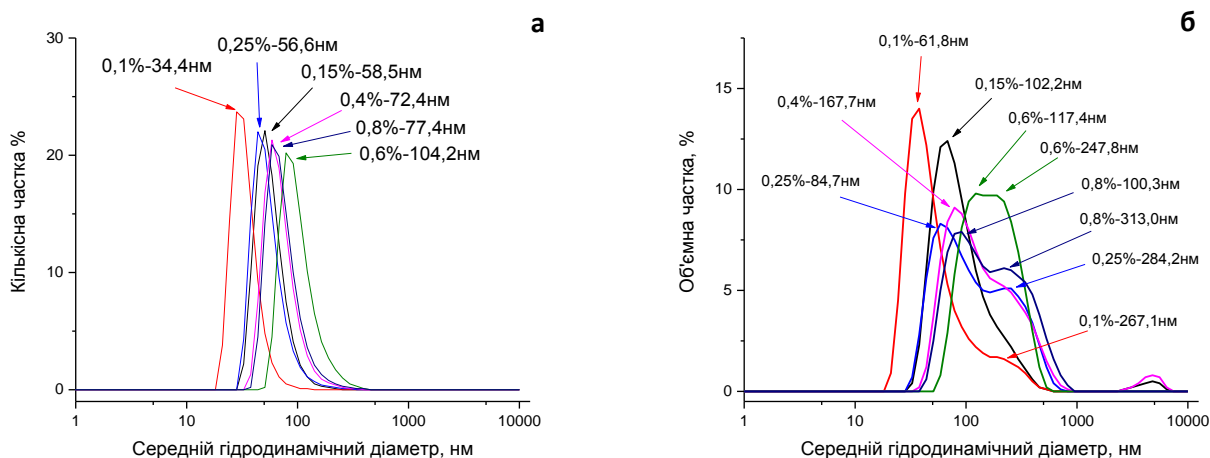 а
30
20
10
0
Кількісна частка %
0,25%-56,6нм
0,1%-34,4нм
0,15%-58,5нм
0,4%-72,4нм
0,8%-77,4нм
0,6%-104,2нм
1
10
100
1000
10000
Середній гідродинамічний діаметр, нм
б
15
10
5
0
Об'ємна частка, %
0,1%-61,8нм
0,15%-102,2нм
0,4%-167,7нм
0,6%-117,4нм
0,6%-247,8нм
0,25%-84,7нм
0,8%-100,3нм
0,8%-313,0нм
0,25%-284,2нм
0,1%-267,1нм
1
10
100
1000
10000
Середній гідродинамічний діаметр, нм